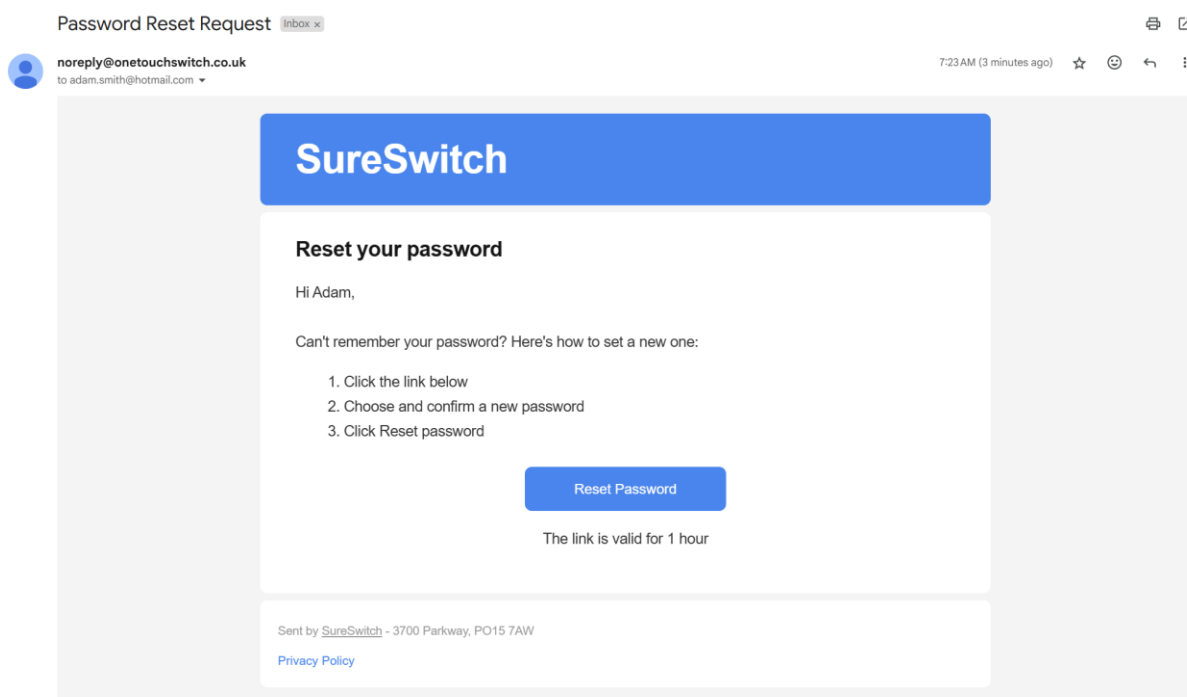 Password Reset Request Inbox ×
noreply@onetouchswitch.co.uk 7:23 AM (3 minutes ago)
to adam.smith@hotmail.com
SureSwitch
Reset your password
Hi Adam,
Can't remember your password? Here's how to set a new one:
1. Click the link below
2. Choose and confirm a new password
3. Click Reset password
Reset Password
The link is valid for 1 hour
Sent by SureSwitch - 3700 Parkway, PO15 7AW
Privacy Policy